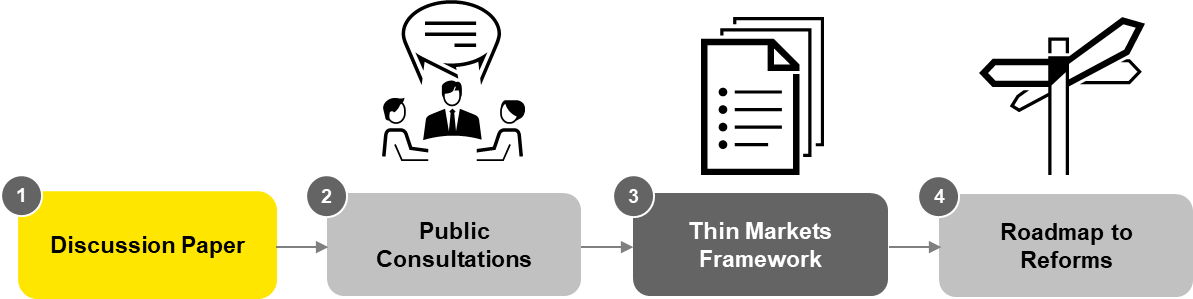 1
Discussion Paper
2
Public
Consultations
3
Thin Markets
Framework
4
Roadmap to
Reforms